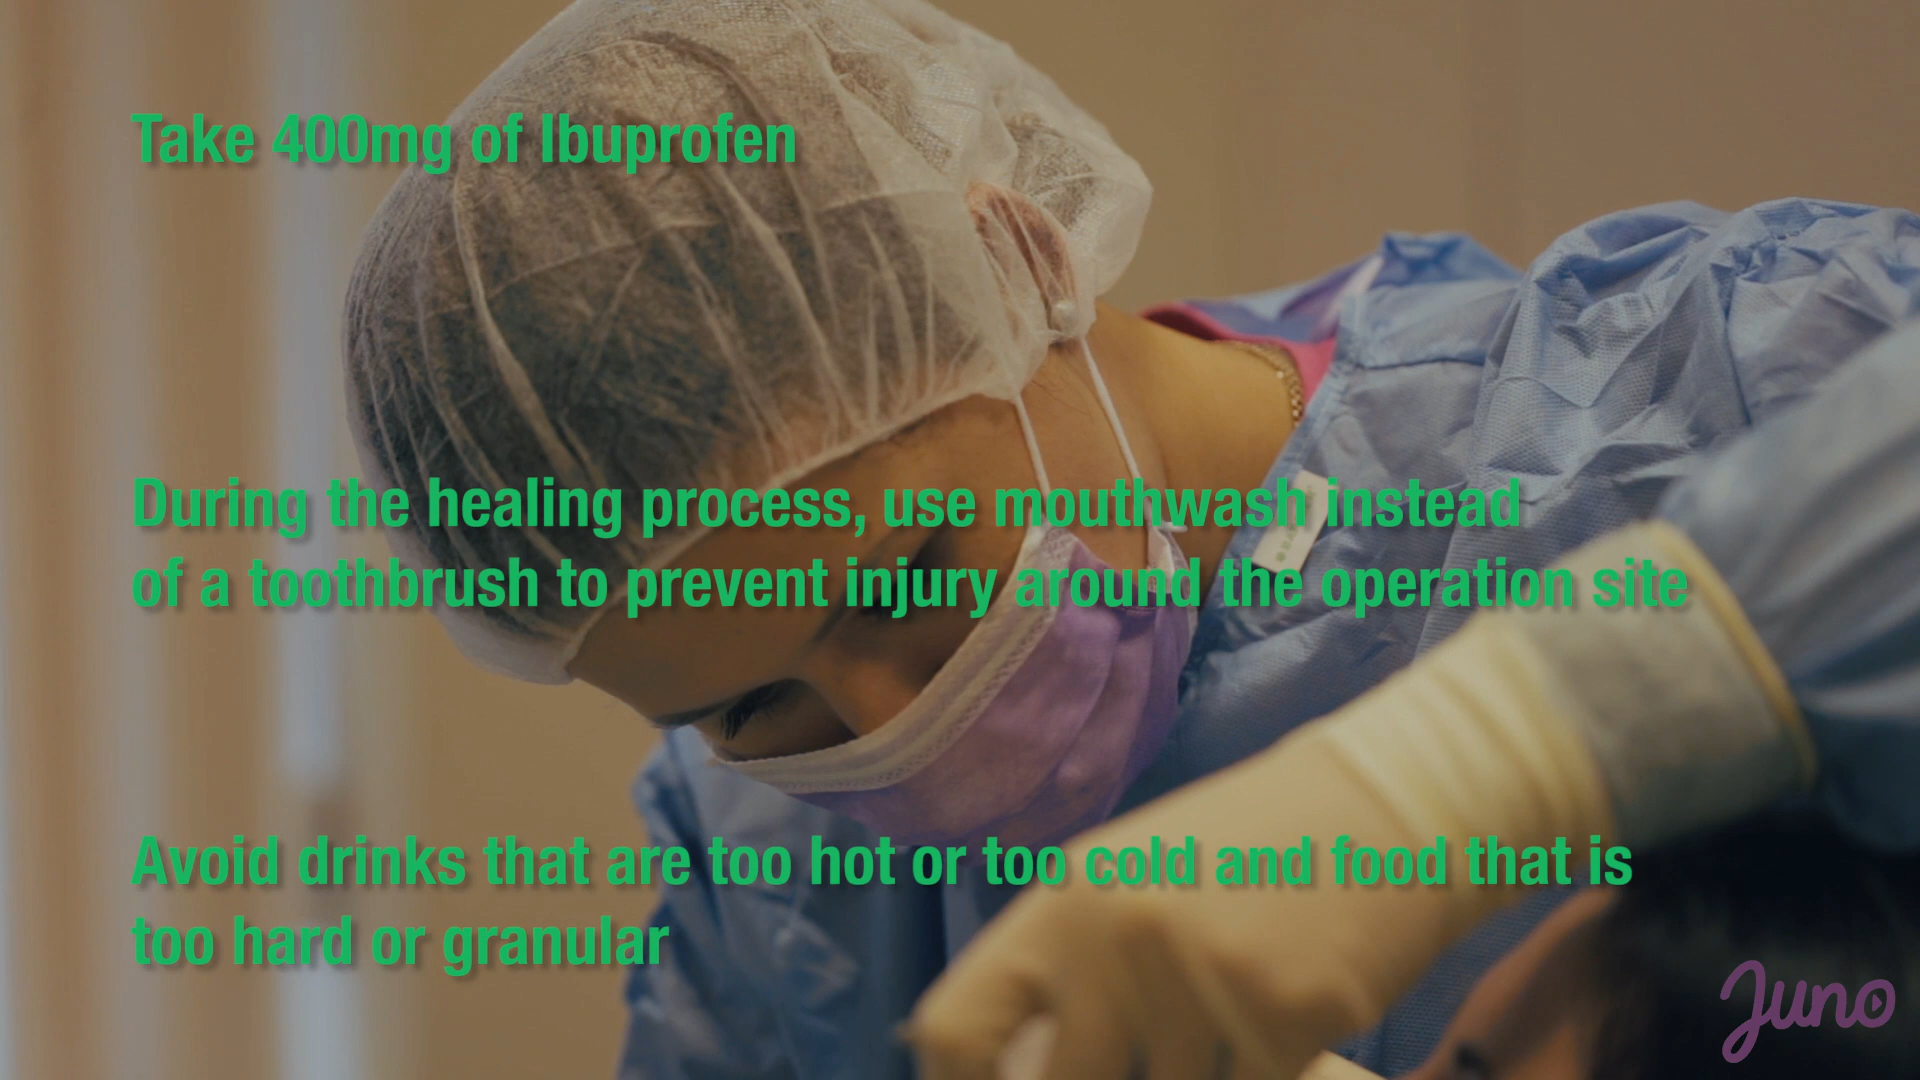 Take 400mg of Ibuprofen
During the healing process, use mouthwash instead
of a toothbrush to prevent injury around the operation site
Avoid drinks that are too hot or too cold and food that is
too hard or granular
Juno